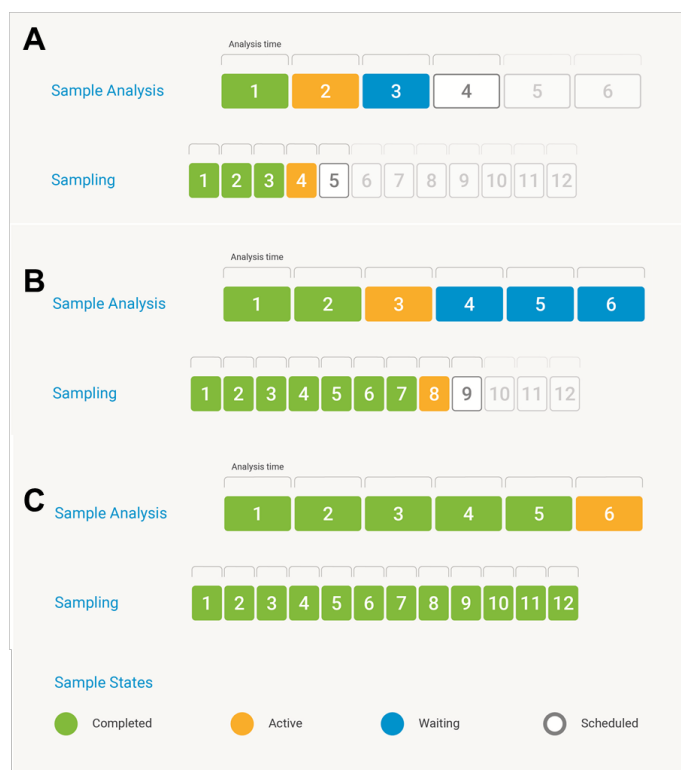 A
Analysis time
Sample Analysis 1 2 3 4 5 6
Sampling 1 2 3 4 5 6 7 8 9 10 11 12
B
Analysis time
Sample Analysis 1 2 3 4 5 6
Sampling 1 2 3 4 5 6 7 8 9 10 11 12
C
Analysis time
Sample Analysis 1 2 3 4 5 6
Sampling 1 2 3 4 5 6 7 8 9 10 11 12
Sample States
Completed Active Waiting Scheduled